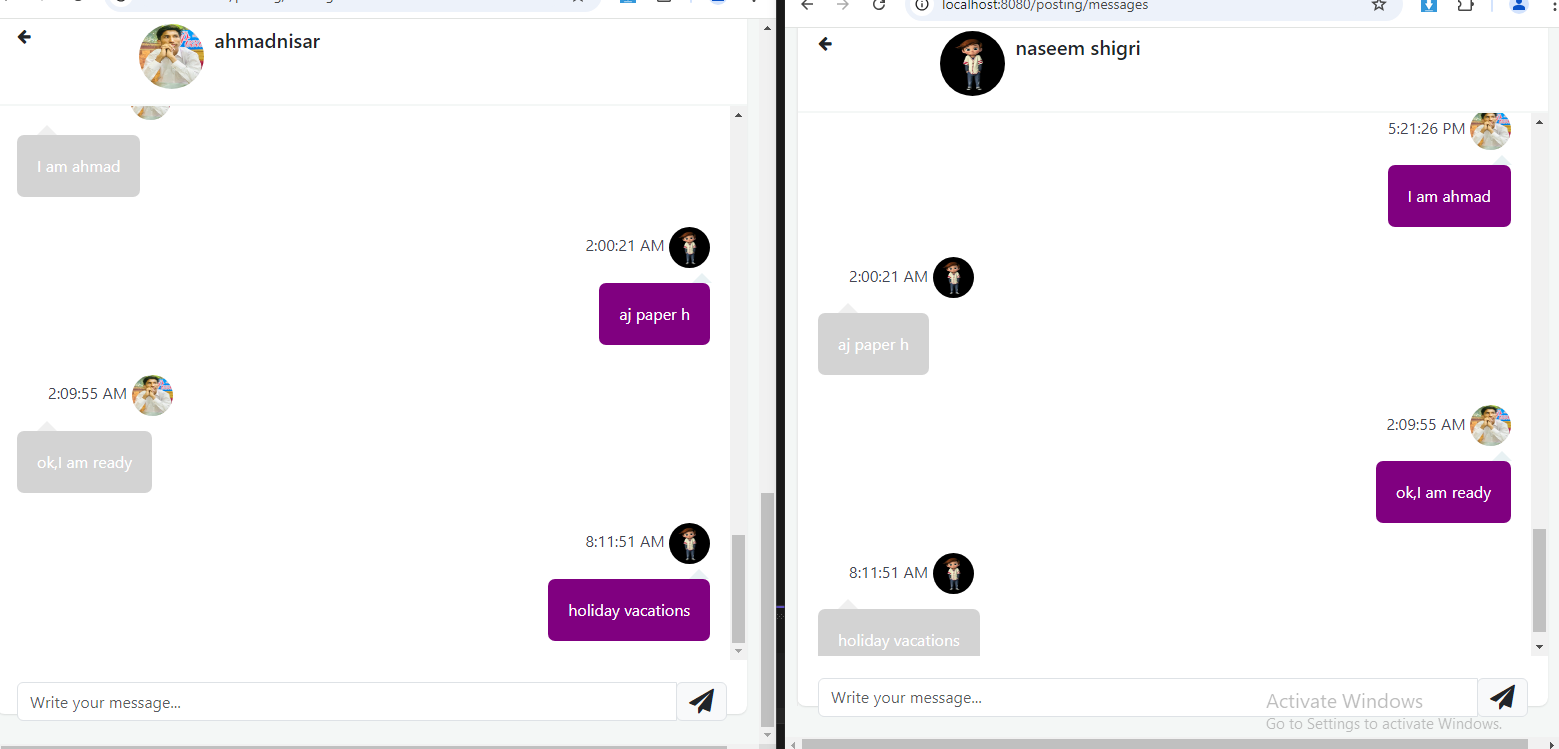 ahmadnisar
I am ahmad
2:00:21 AM
aj paper h
2:09:55 AM
ok,I am ready
8:11:51 AM
holiday vacations
Write your message...
localhost:8080/posting/messages
naseem shigri
5:21:26 PM
I am ahmad
2:00:21 AM
aj paper h
2:09:55 AM
ok,I am ready
8:11:51 AM
holiday vacations
Write your message...
Activate Windows
Go to Settings to activate Windows.